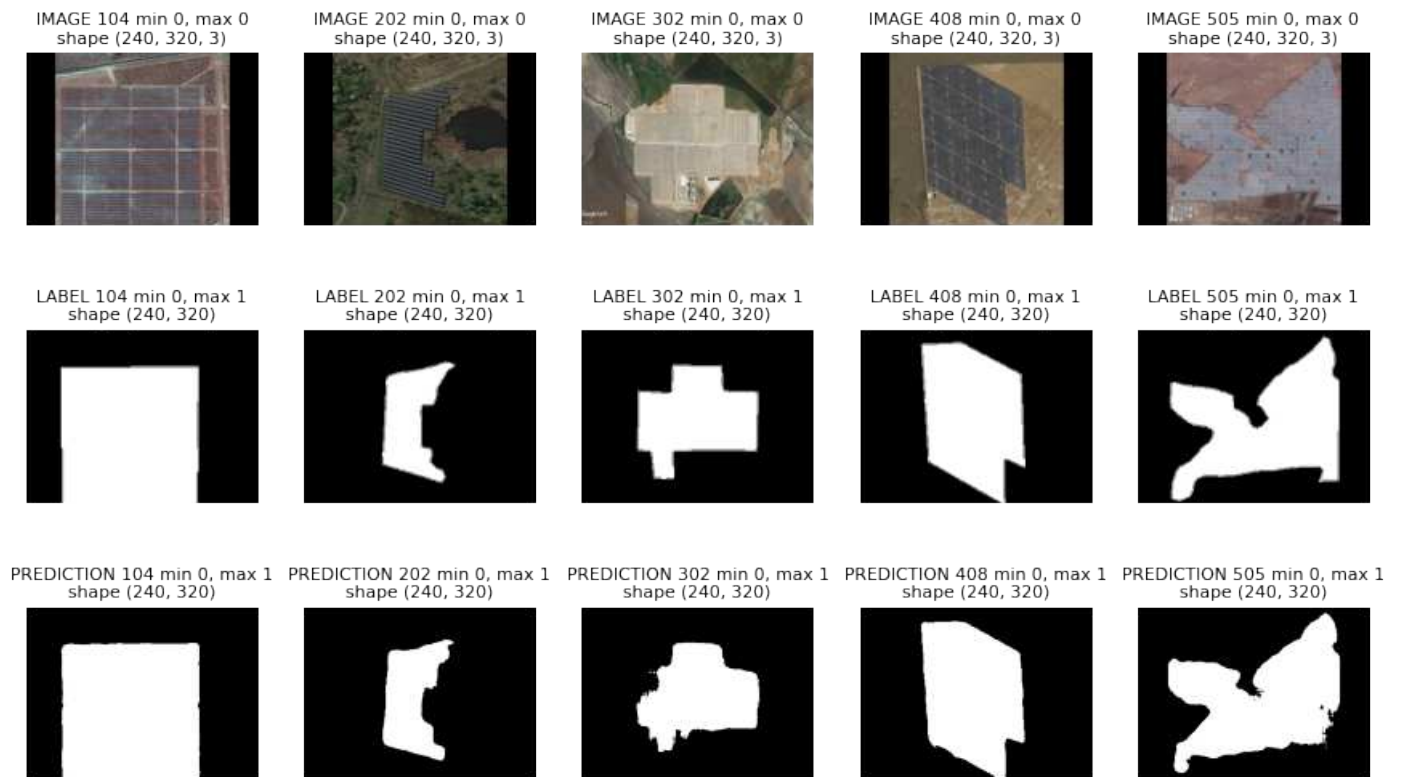 IMAGE 104 min 0, max 0
shape (240, 320, 3)
IMAGE 202 min 0, max 0
shape (240, 320, 3)
IMAGE 302 min 0, max 0
shape (240, 320, 3)
IMAGE 408 min 0, max 0
shape (240, 320, 3)
IMAGE 505 min 0, max 0
shape (240, 320, 3)
LABEL 104 min 0, max 1
shape (240, 320)
LABEL 202 min 0, max 1
shape (240, 320)
LABEL 302 min 0, max 1
shape (240, 320)
LABEL 408 min 0, max 1
shape (240, 320)
LABEL 505 min 0, max 1
shape (240, 320)
PREDICTION 104 min 0, max 1
shape (240, 320)
PREDICTION 202 min 0, max 1
shape (240, 320)
PREDICTION 302 min 0, max 1
shape (240, 320)
PREDICTION 408 min 0, max 1
shape (240, 320)
PREDICTION 505 min 0, max 1
shape (240, 320)